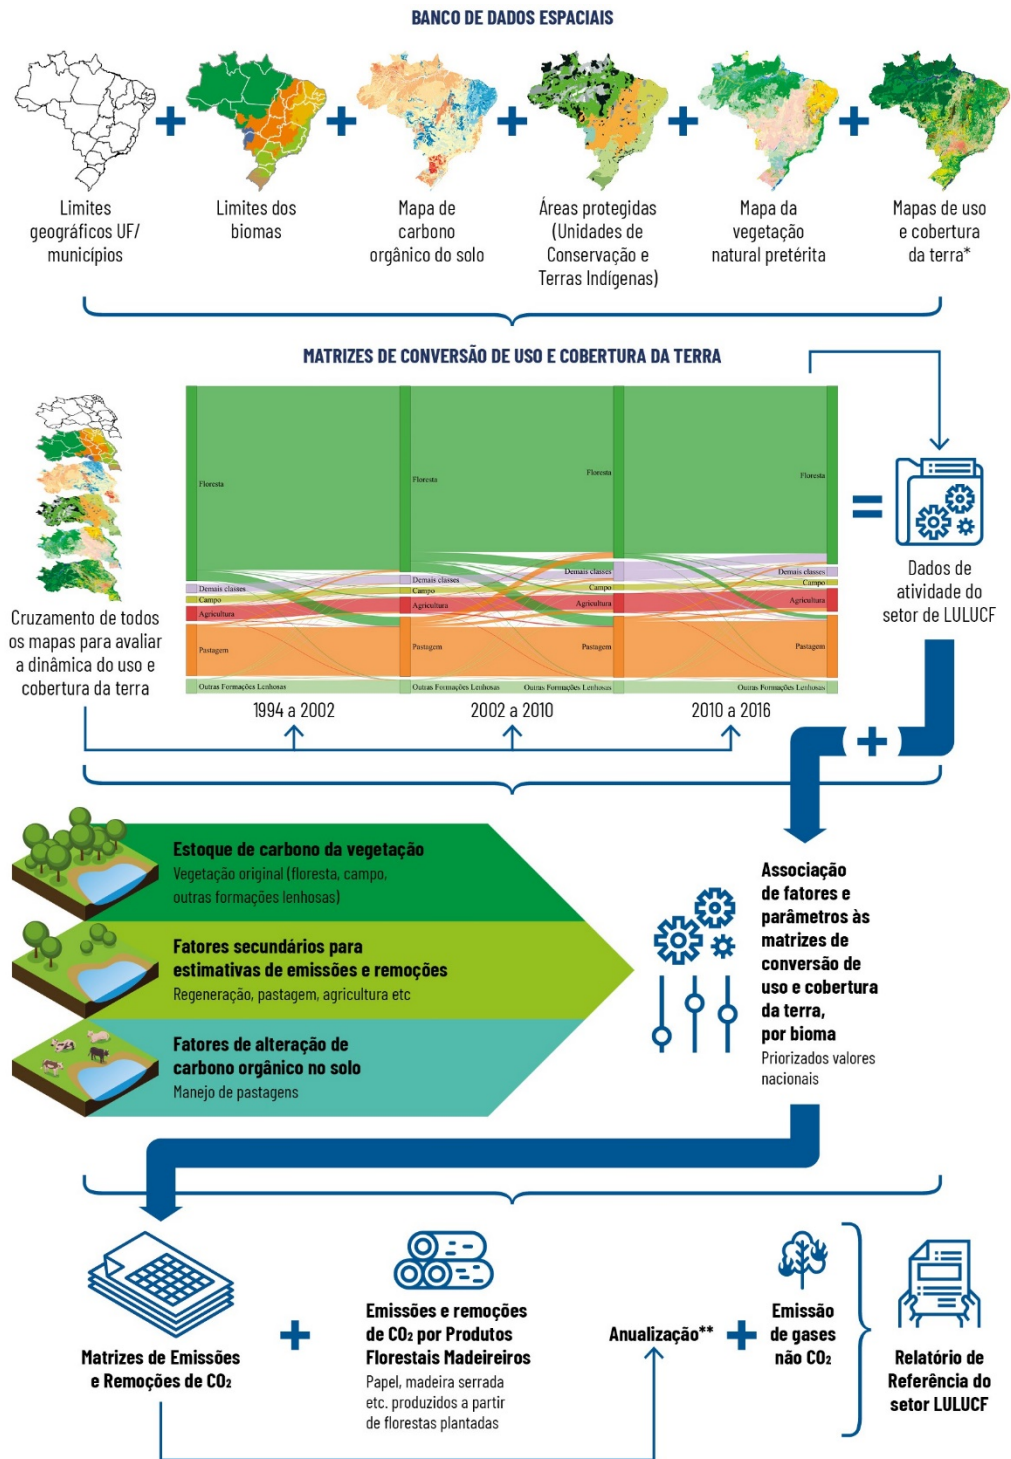 BANCO DE DADOS ESPACIAIS
Limites
geográficos UF/
municípios
Limites dos
biomas
Mapa de
carbono
orgânico do solo
Áreas protegidas
(Unidades de
Conservação e
Terras Indígenas)
Mapa da
vegetação
natural pretérita
Mapas de uso
e cobertura
da terra*
MATRIZES DE CONVERSÃO DE USO E COBERTURA DA TERRA
Cruzamento de todos
os mapas para avaliar
a dinâmica do uso e
cobertura da terra
Floresta
Demais classes
Campo
Agricultura
Pastagem
Outras Formações Lenhosas
Floresta
Demais classes
Campo
Agricultura
Pastagem
Outras Formações Lenhosas
Floresta
Demais classes
Campo
Agricultura
Pastagem
Outras Formações Lenhosas
Floresta
Demais classes
Campo
Agricultura
Pastagem
Outras Formações Lenhosas
1994 a 2002
2002 a 2010
2010 a 2016
Dados de
atividade do
setor de LULUCF
Estoque de carbono da vegetação
Vegetação original (floresta, campo,
outras formações lenhosas)
Fatores secundários para
estimativas de emissões e remoções
Regeneração, pastagem, agricultura etc
Fatores de alteração de
carbono orgânico no solo
Manejo de pastagens
Associação
de fatores e
parâmetros às
matrizes de
conversão de
uso e cobertura
da terra,
por bioma
Priorizados valores
nacionais
Matrizes de Emissões
e Remoções de CO₂
Emissões e remoções
de CO₂ por Produtos
Florestais Madeireiros
Papel, madeira serrada
etc. produzidos a partir
de florestas plantadas
Anualização**
Emissão
de gases
não CO₂
Relatório de
Referência do
setor LULUCF